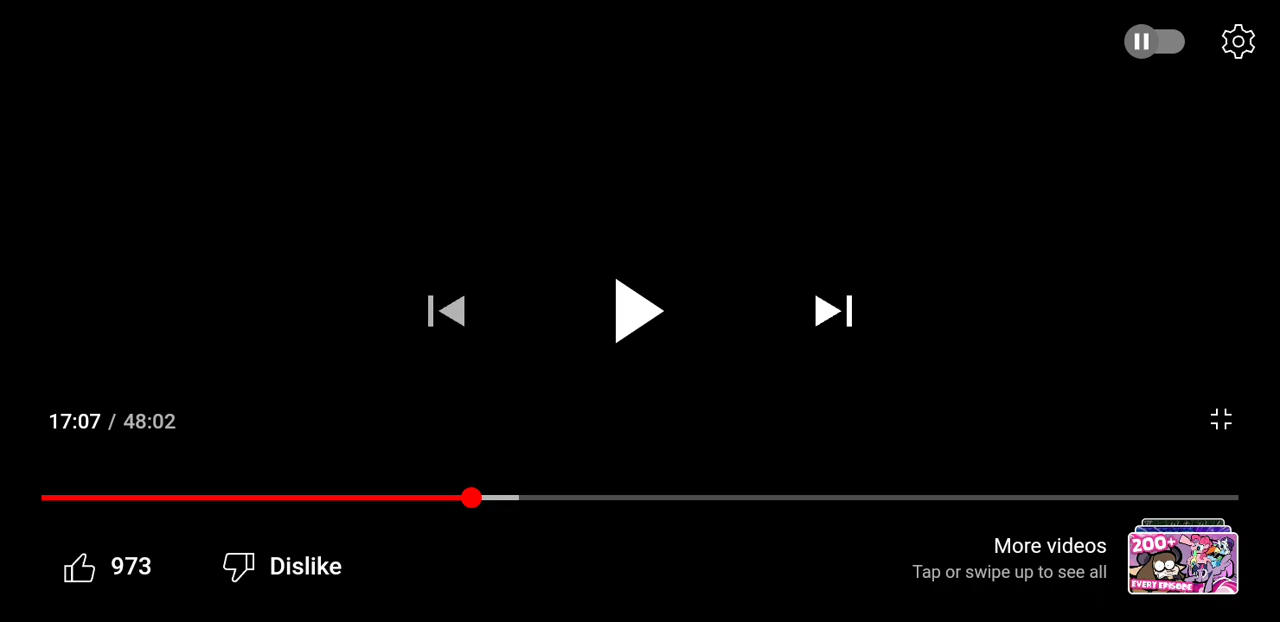 17:07 / 48:02
973
Dislike
More videos
Tap or swipe up to see all
200+
EVERY EPISODE